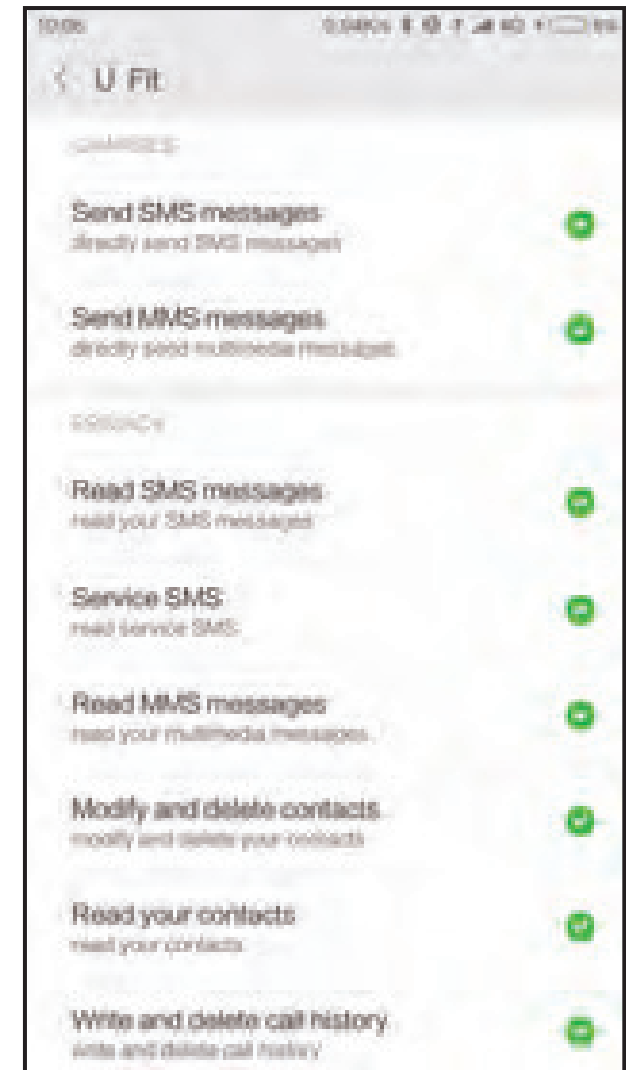 10:06
U Fit
Send SMS messages
directly send SMS messages
Send MMS messages
directly send multimedia messages
PRIVACY
Read SMS messages
read your SMS messages
Service SMS
read service SMS
Read MMS messages
read your multimedia messages
Modify and delete contacts
modify and delete your contacts
Read your contacts
read your contacts
Write and delete call history
write and delete call history